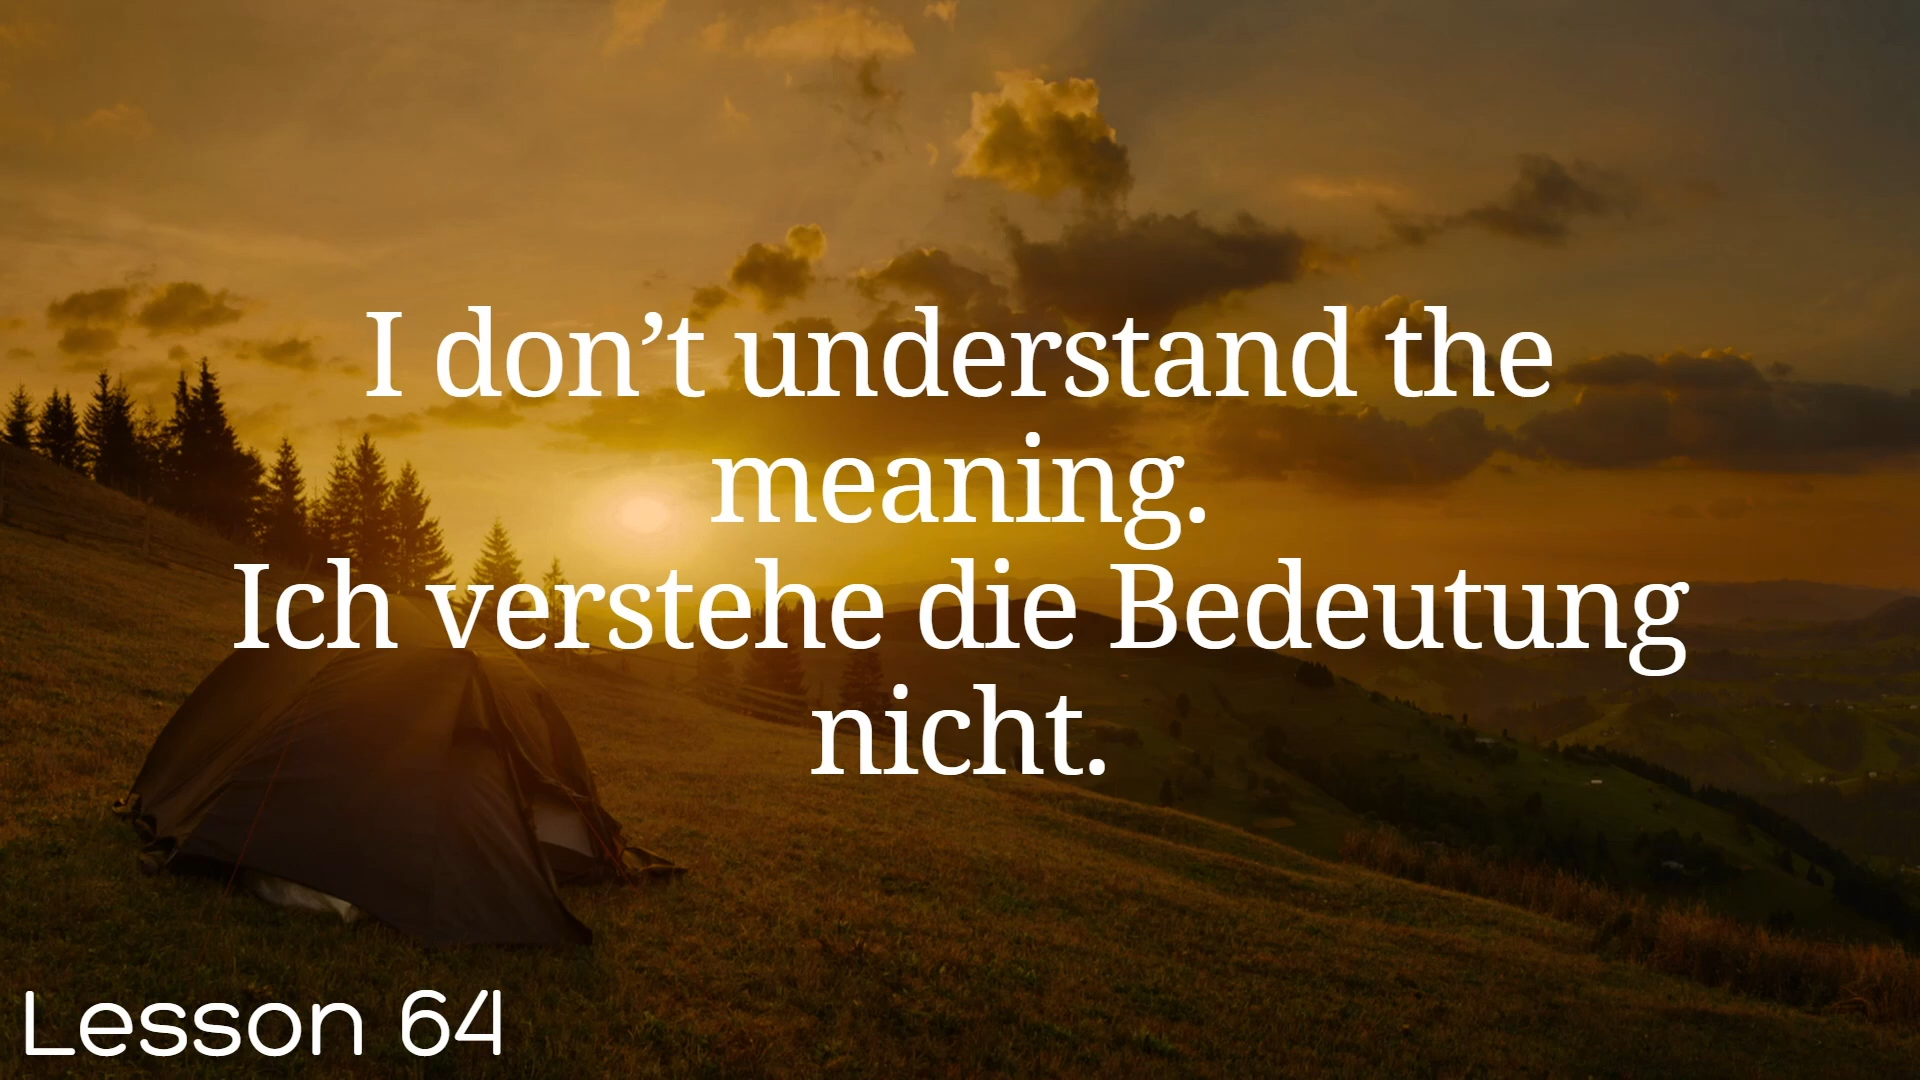 I don’t understand the
meaning.
Ich verstehe die Bedeutung
nicht.
Lesson 64